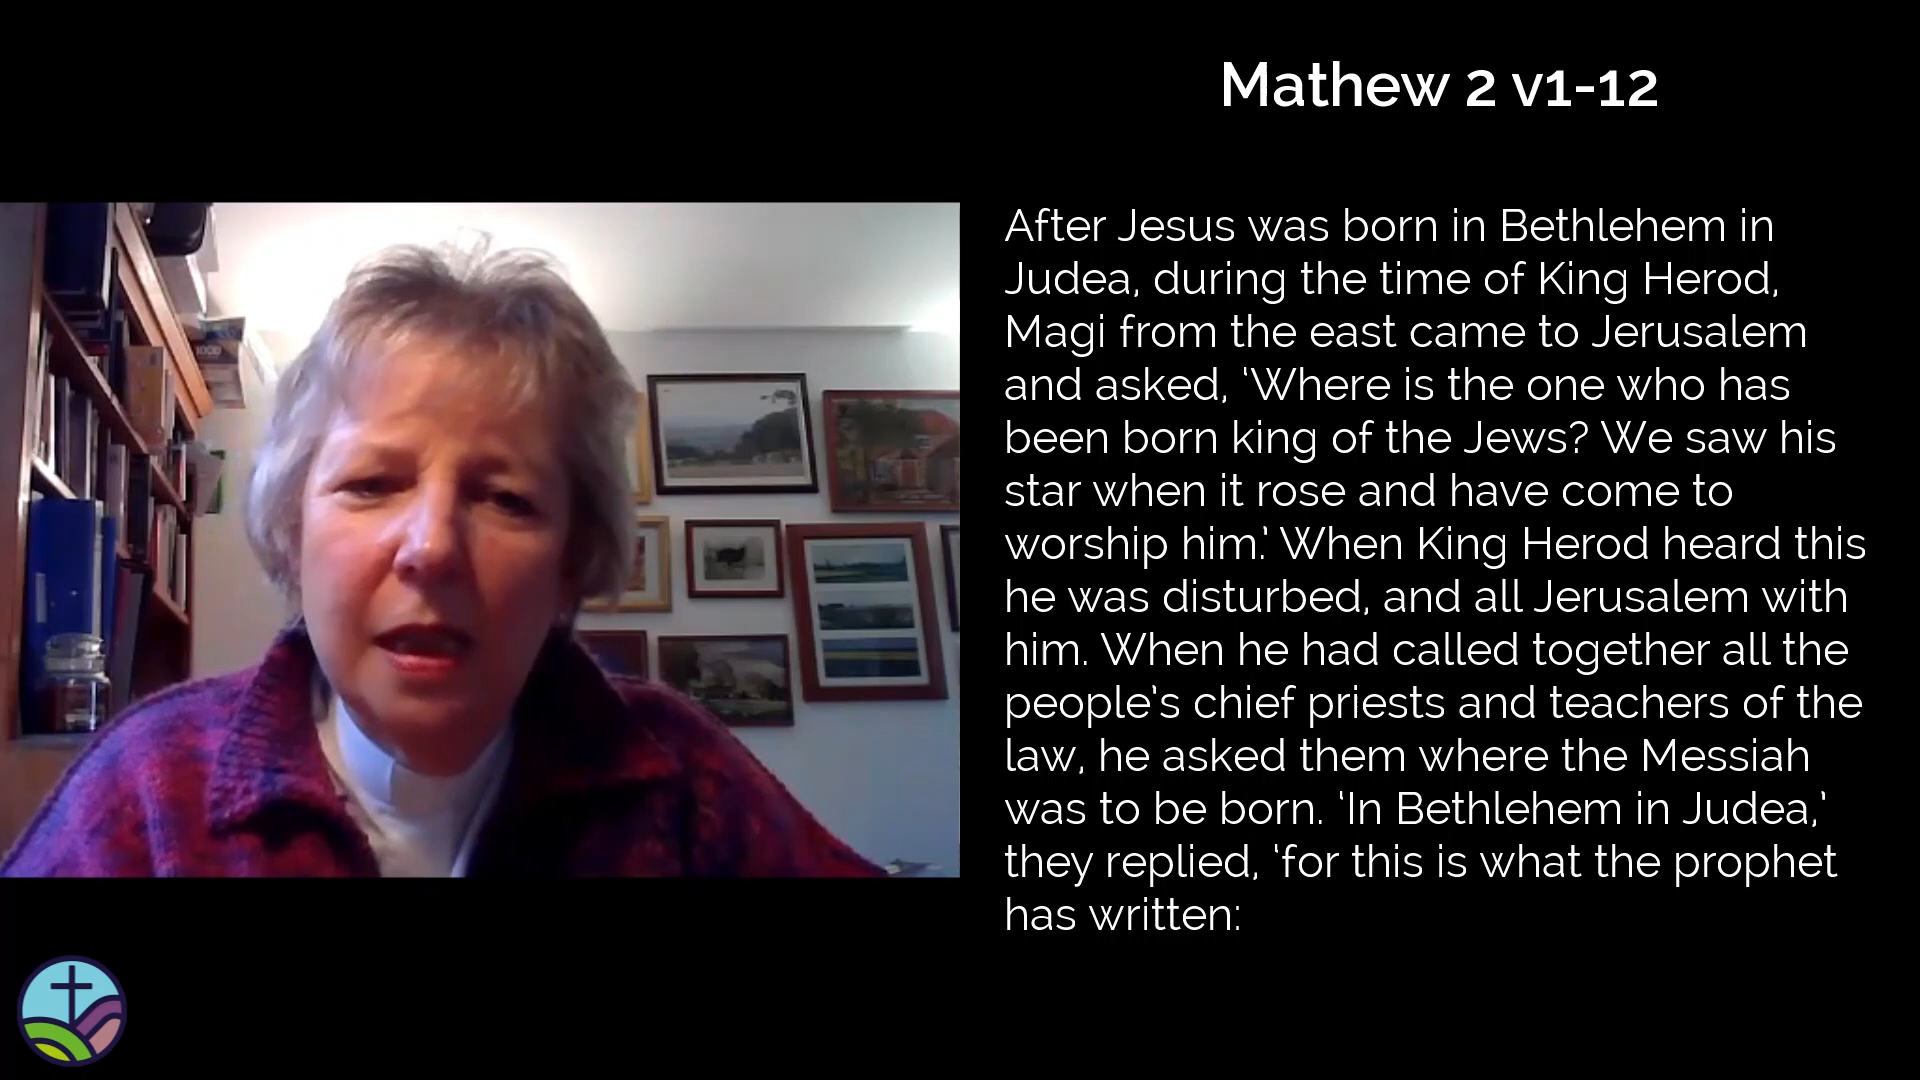 Mathew 2 v1-12
After Jesus was born in Bethlehem in
Judea, during the time of King Herod,
Magi from the east came to Jerusalem
and asked, ‘Where is the one who has
been born king of the Jews? We saw his
star when it rose and have come to
worship him.’ When King Herod heard this
he was disturbed, and all Jerusalem with
him. When he had called together all the
people’s chief priests and teachers of the
law, he asked them where the Messiah
was to be born. ‘In Bethlehem in Judea,’
they replied, ‘for this is what the prophet
has written:
1000